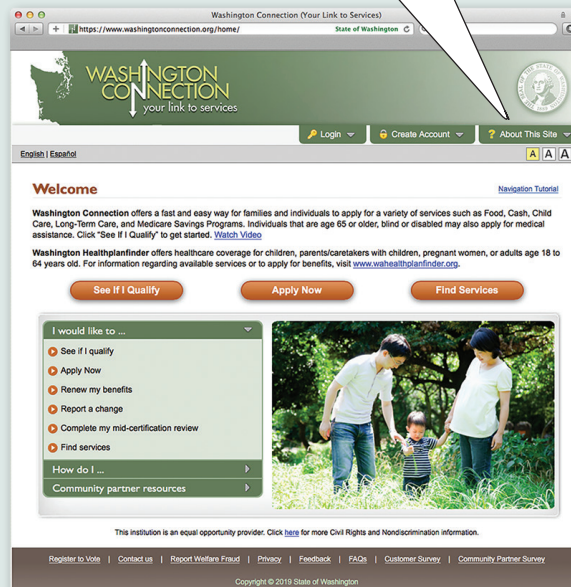 Washington Connection (Your Link to Services)
https://www.washingtonconnection.org/home/ State of Washington
WASHINGTON
CONNECTION
your link to services
Login Create Account ? About This Site
English | Español A A A
Welcome Navigation Tutorial
Washington Connection offers a fast and easy way for families and individuals to apply for a variety of services such as Food, Cash, Child
Care, Long-Term Care, and Medicare Savings Programs. Individuals that are age 65 or older, blind or disabled may also apply for medical
assistance. Click "See If I Qualify" to get started. Watch Video
Washington Healthplanfinder offers healthcare coverage for children, parents/caretakers with children, pregnant women, or adults age 18 to
64 years old. For information regarding available services or to apply for benefits, visit www.wahealthplanfinder.org.
See If I Qualify Apply Now Find Services
I would like to ...
See if I qualify
Apply Now
Renew my benefits
Report a change
Complete my mid-certification review
Find services
How do I ...
Community partner resources
This institution is an equal opportunity provider. Click here for more Civil Rights and Nondiscrimination information.
Register to Vote | Contact us | Report Welfare Fraud | Privacy | Feedback | FAQs | Customer Survey | Community Partner Survey
Copyright © 2019 State of Washington